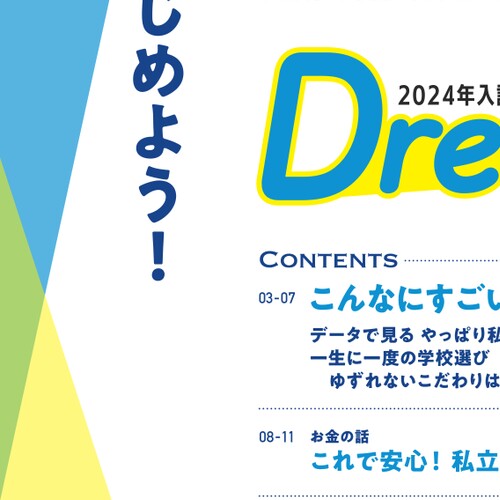 じめよう！
2024年入
Dre
CONTENTS
03-07 こんなにすごい
データで見る やっぱり私
一生に一度の学校選び
ゆずれないこだわりは
08-11 お金の話
これで安心！ 私立